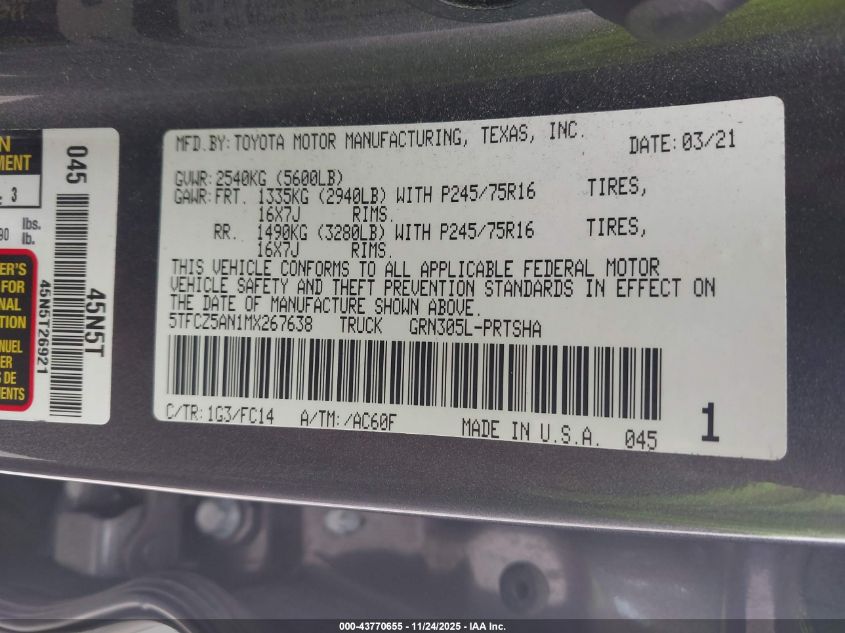 MFD. BY: TOYOTA MOTOR MANUFACTURING, TEXAS, INC. DATE: 03/21
GVWR: 2540KG (5600LB)
GAWR: FRT. 1335KG (2940LB) WITH P245/75R16 TIRES,
16X7J RIMS.
RR. 1490KG (3280LB) WITH P245/75R16 TIRES,
16X7J RIMS.
THIS VEHICLE CONFORMS TO ALL APPLICABLE FEDERAL MOTOR
VEHICLE SAFETY AND THEFT PREVENTION STANDARDS IN EFFECT ON
THE DATE OF MANUFACTURE SHOWN ABOVE.
5TFCZ5AN1MX267638 TRUCK GRN305L-PRTSHA
C/TR: 1G3/FC14 A/TM: /AC60F MADE IN U.S.A. 045 1
045
45N5T
45N5T26921
3
lbs.
lb.
000-43770655 - 11/24/2025 - IAA Inc.